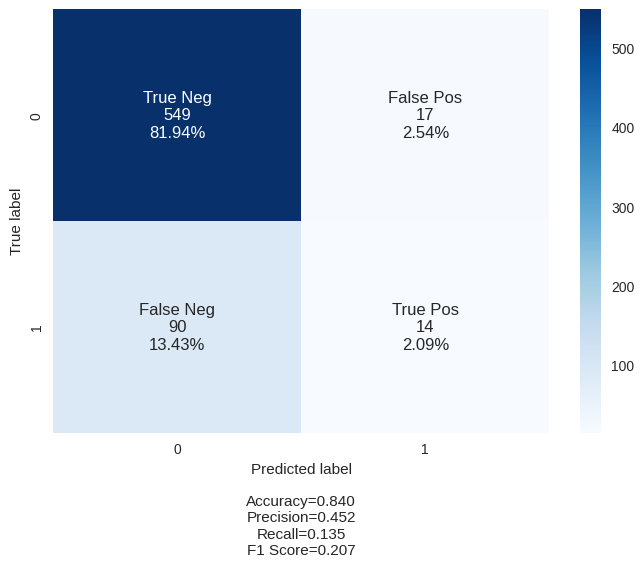 True Neg
549
81.94%
False Pos
17
2.54%
False Neg
90
13.43%
True Pos
14
2.09%
0
1
True label
0
1
Predicted label
500
400
300
200
100
Accuracy=0.840
Precision=0.452
Recall=0.135
F1 Score=0.207